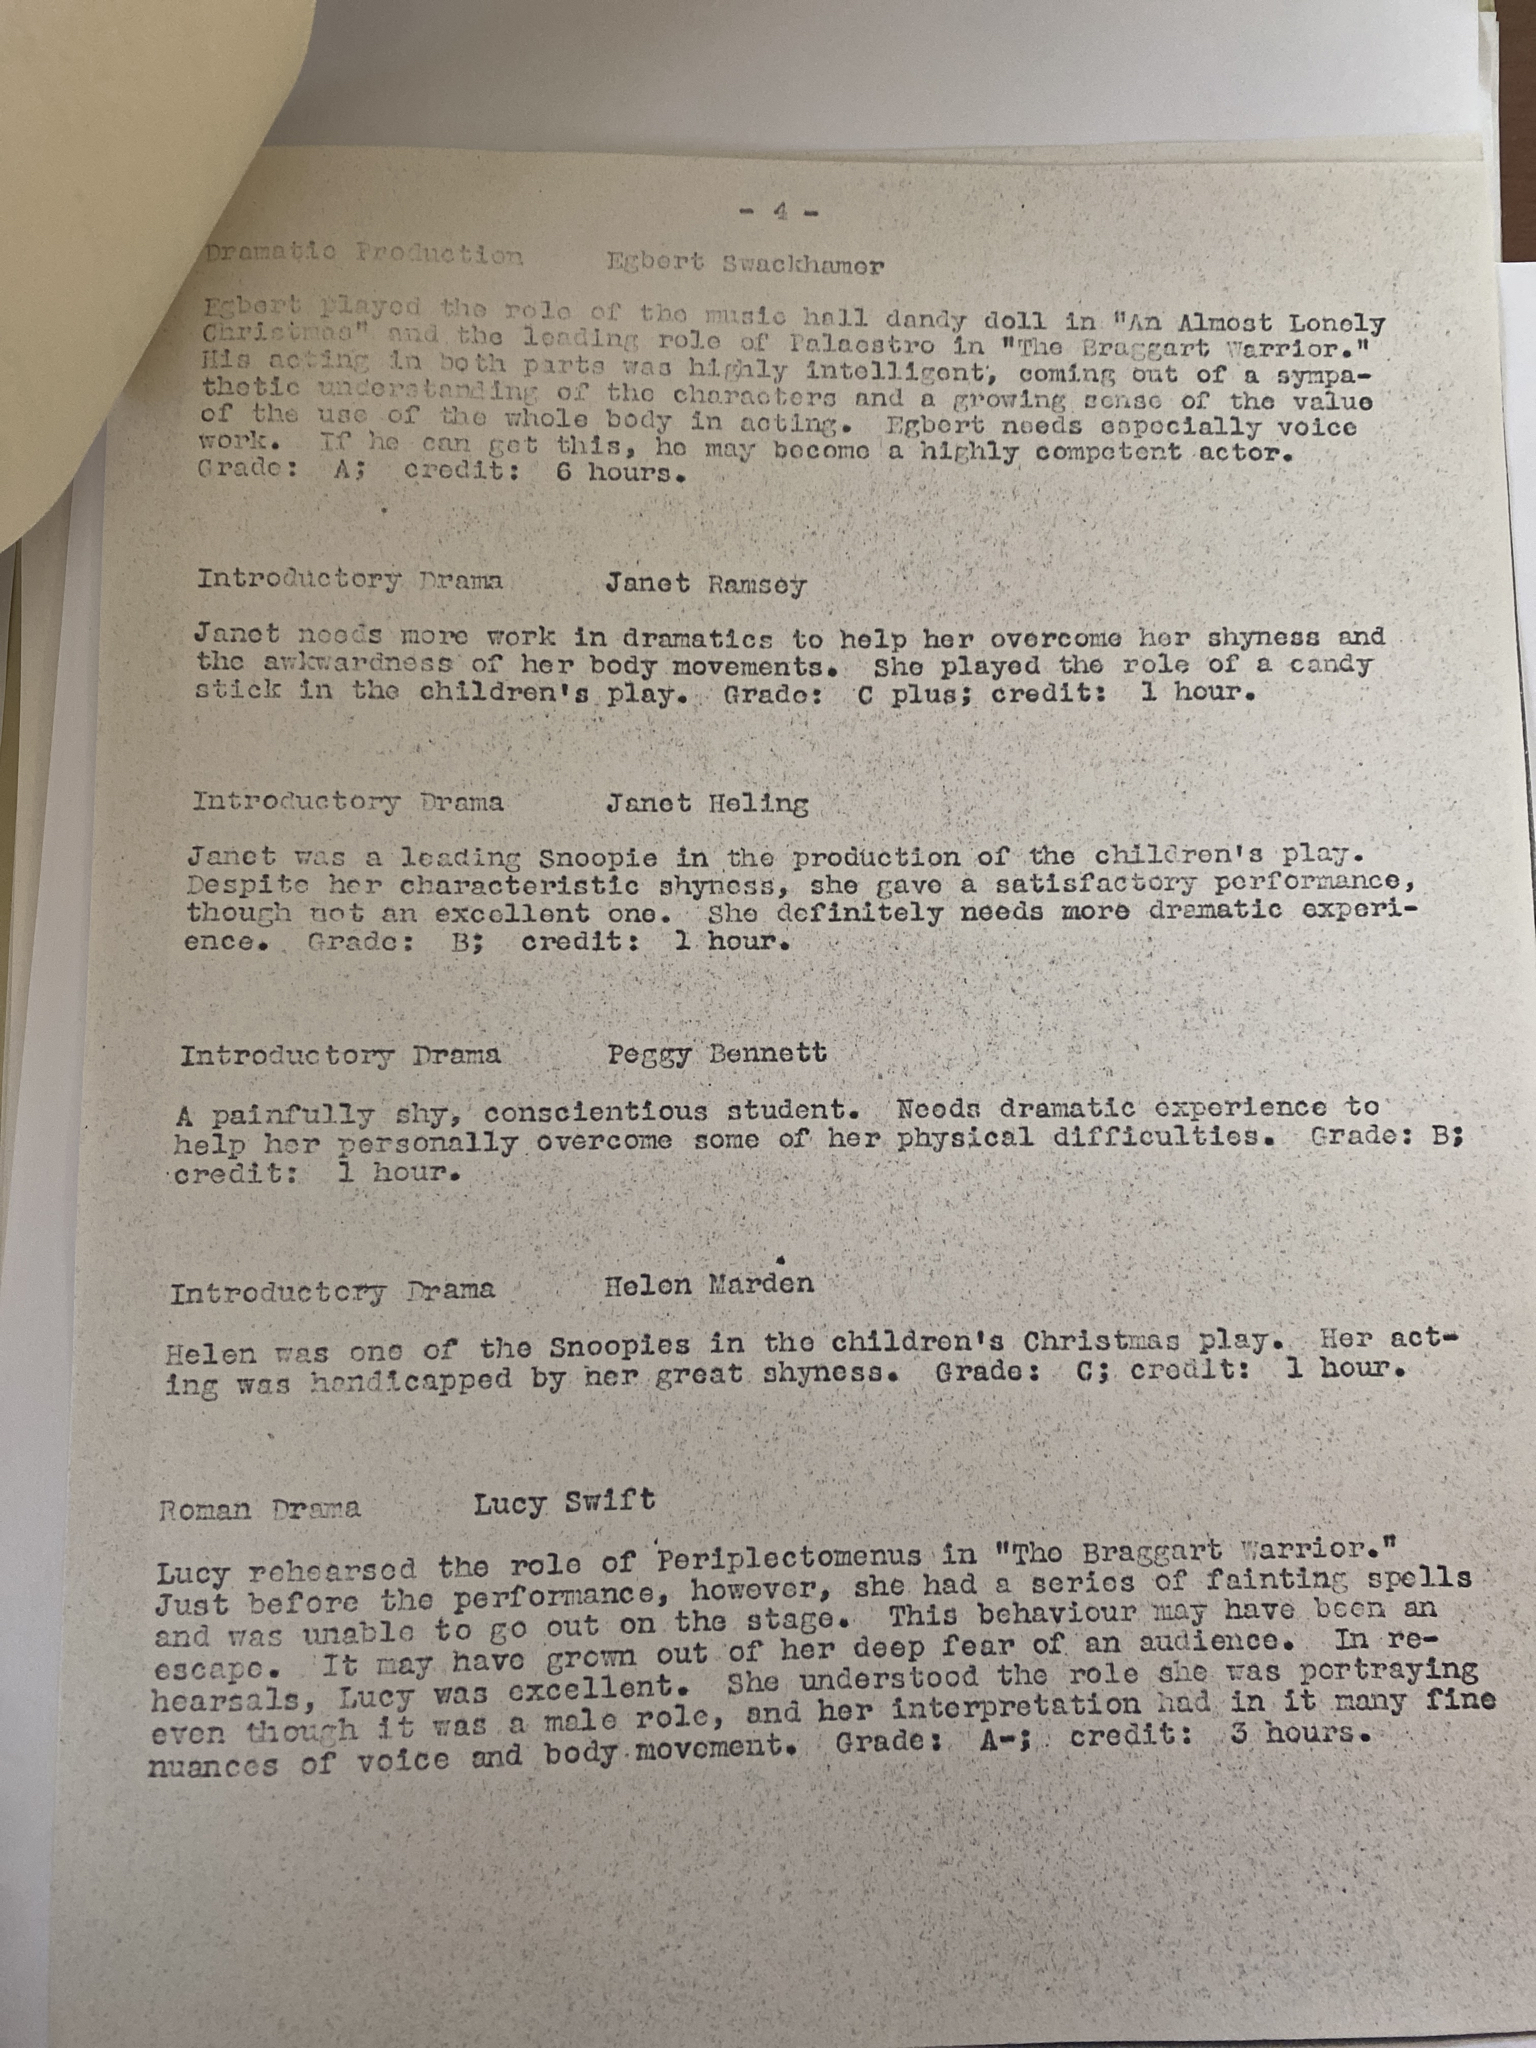 - 4 -
Dramatic Production Egbert Swackhamer
Egbert played the role of the music hall dandy doll in "An Almost Lonely
Christmas" and the leading role of Palaestro in "The Braggart Warrior."
His acting in both parts was highly intelligent, coming out of a sympa-
thetic understanding of the characters and a growing sense of the value
of the use of the whole body in acting. Egbert needs especially voice
work. If he can get this, he may become a highly competent actor.
Grade: A; credit: 6 hours.
Introductory Drama Janet Ramsey
Janet needs more work in dramatics to help her overcome her shyness and
the awkwardness of her body movements. She played the role of a candy
stick in the children's play. Grade: C plus; credit: 1 hour.
Introductory Drama Janet Heling
Janet was a leading Snoopie in the production of the children's play.
Despite her characteristic shyness, she gave a satisfactory performance,
though not an excellent one. She definitely needs more dramatic experi-
ence. Grade: B; credit: 1 hour.
Introductory Drama Peggy Bennett
A painfully shy, conscientious student. Needs dramatic experience to
help her personally overcome some of her physical difficulties. Grade: B;
credit: 1 hour.
Introductory Drama Helen Marden
Helen was one of the Snoopies in the children's Christmas play. Her act-
ing was handicapped by her great shyness. Grade: C; credit: 1 hour.
Roman Drama Lucy Swift
Lucy rehearsed the role of Periplectomenus in "The Braggart Warrior."
Just before the performance, however, she had a series of fainting spells
and was unable to go out on the stage. This behaviour may have been an
escape. It may have grown out of her deep fear of an audience. In re-
hearsals, Lucy was excellent. She understood the role she was portraying
even though it was a male role, and her interpretation had in it many fine
nuances of voice and body movement. Grade: A-; credit: 3 hours.